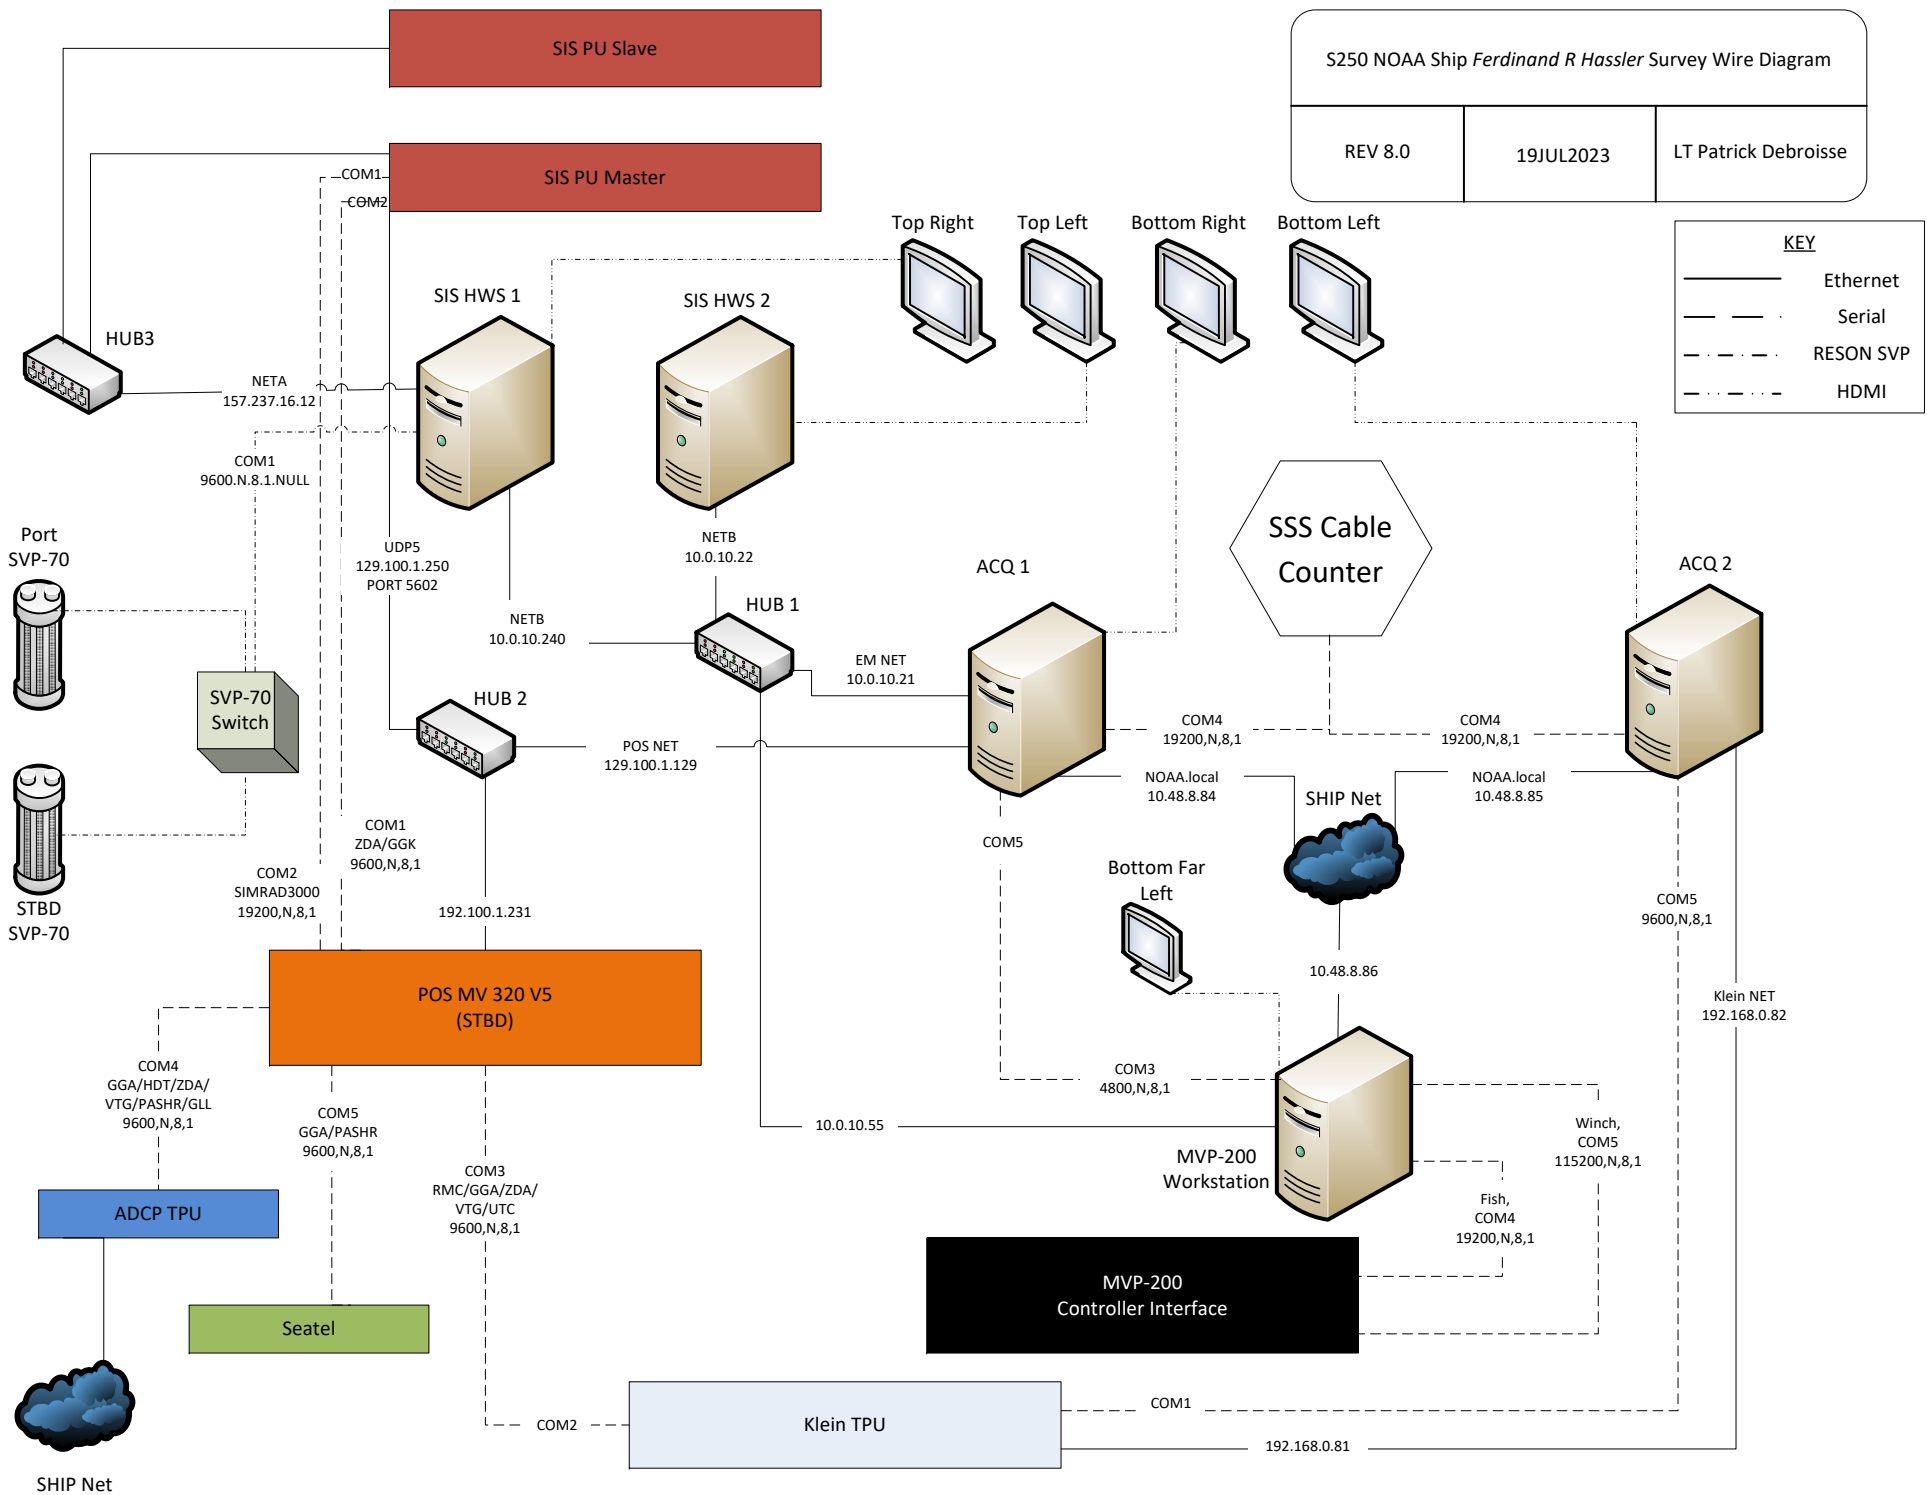 SIS PU Slave
S250 NOAA Ship Ferdinand R Hassler Survey Wire Diagram
REV 8.0
19JUL2023
LT Patrick Debroisse
COM1
SIS PU Master
COM2
KEY
Ethernet
Serial
RESON SVP
HDMI
Top Right
Top Left
Bottom Right
Bottom Left
SIS HWS 1
SIS HWS 2
HUB3
NETA
157.237.16.12
COM1
9600.N.8.1.NULL
Port
SVP-70
UDP5
129.100.1.250
PORT 5602
NETB
10.0.10.22
NETB
10.0.10.240
HUB 1
ACQ 1
SSS Cable
Counter
ACQ 2
EM NET
10.0.10.21
SVP-70
Switch
HUB 2
POS NET
129.100.1.129
COM4
19200,N,8,1
COM4
19200,N,8,1
NOAA.local
10.48.8.84
SHIP Net
NOAA.local
10.48.8.85
STBD
SVP-70
COM2
SIMRAD3000
19200,N,8,1
COM1
ZDA/GGK
9600,N,8,1
192.100.1.231
COM5
Bottom Far
Left
COM5
9600,N,8,1
10.48.8.86
POS MV 320 V5
(STBD)
Klein NET
192.168.0.82
COM4
GGA/HDT/ZDA/
VTG/PASHR/GLL
9600,N,8,1
COM5
GGA/PASHR
9600,N,8,1
COM3
RMC/GGA/ZDA/
VTG/UTC
9600,N,8,1
COM3
4800,N,8,1
10.0.10.55
MVP-200
Workstation
Winch,
COM5
115200,N,8,1
Fish,
COM4
19200,N,8,1
ADCP TPU
MVP-200
Controller Interface
Seatel
COM2
Klein TPU
COM1
192.168.0.81
SHIP Net